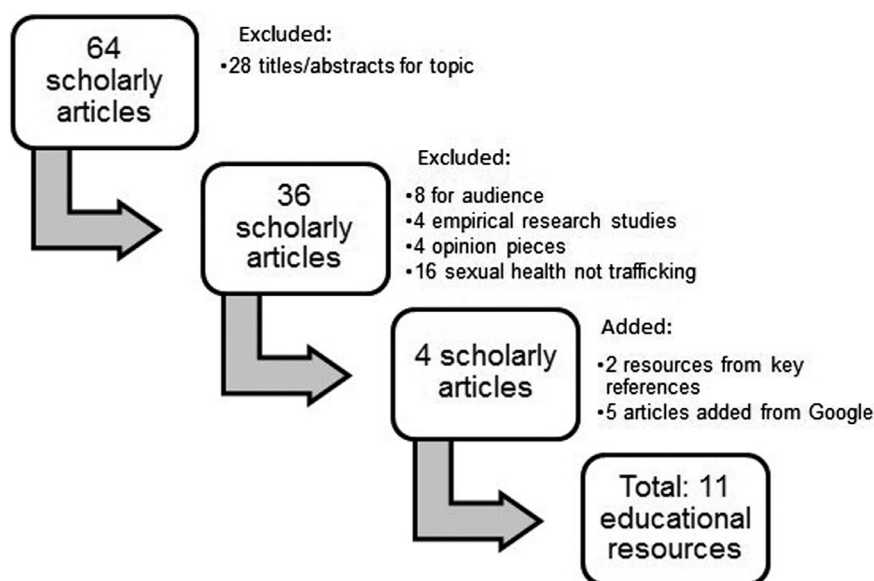 64
scholarly
articles
Excluded:
•28 titles/abstracts for topic
36
scholarly
articles
Excluded:
•8 for audience
•4 empirical research studies
•4 opinion pieces
•16 sexual health not trafficking
4 scholarly
articles
Added:
•2 resources from key
references
•5 articles added from Google
Total: 11
educational
resources